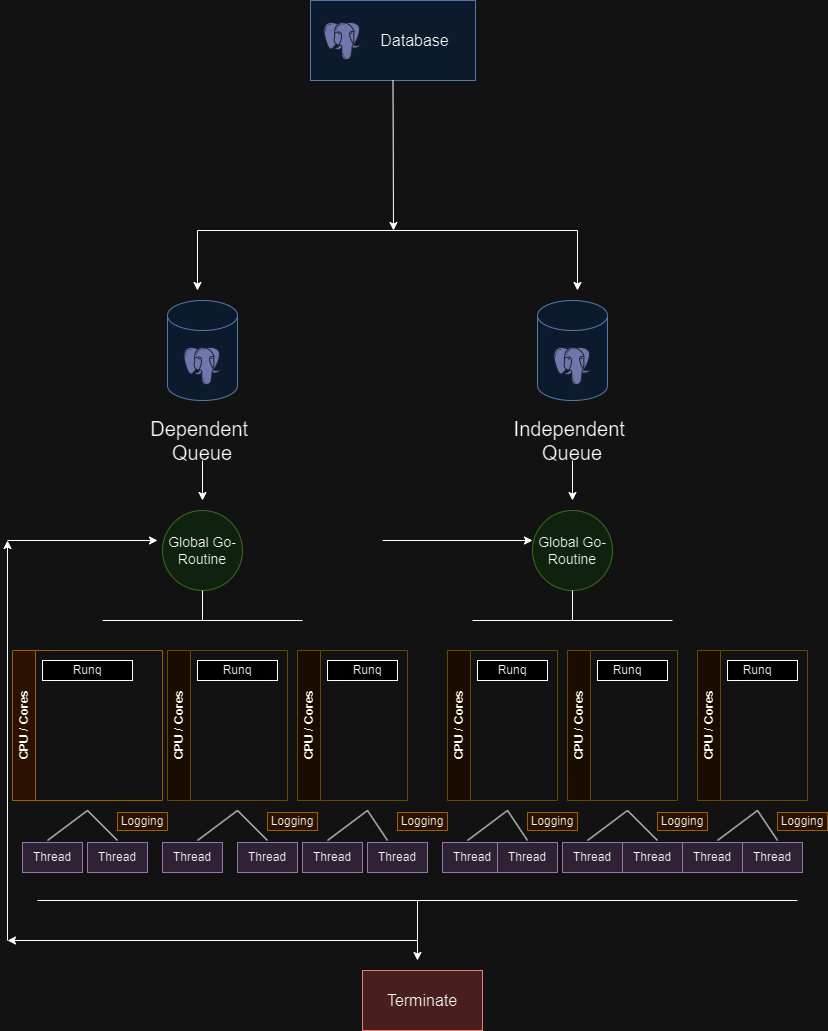 Database
Dependent
Queue
Independent
Queue
Global Go-
Routine
Global Go-
Routine
CPU / Cores
Runq
CPU / Cores
Runq
CPU / Cores
Runq
CPU / Cores
Runq
CPU / Cores
Runq
CPU / Cores
Runq
Logging
Logging
Logging
Logging
Logging
Logging
Thread
Thread
Thread
Thread
Thread
Thread
Thread
Thread
Thread
Thread
Thread
Thread
Terminate